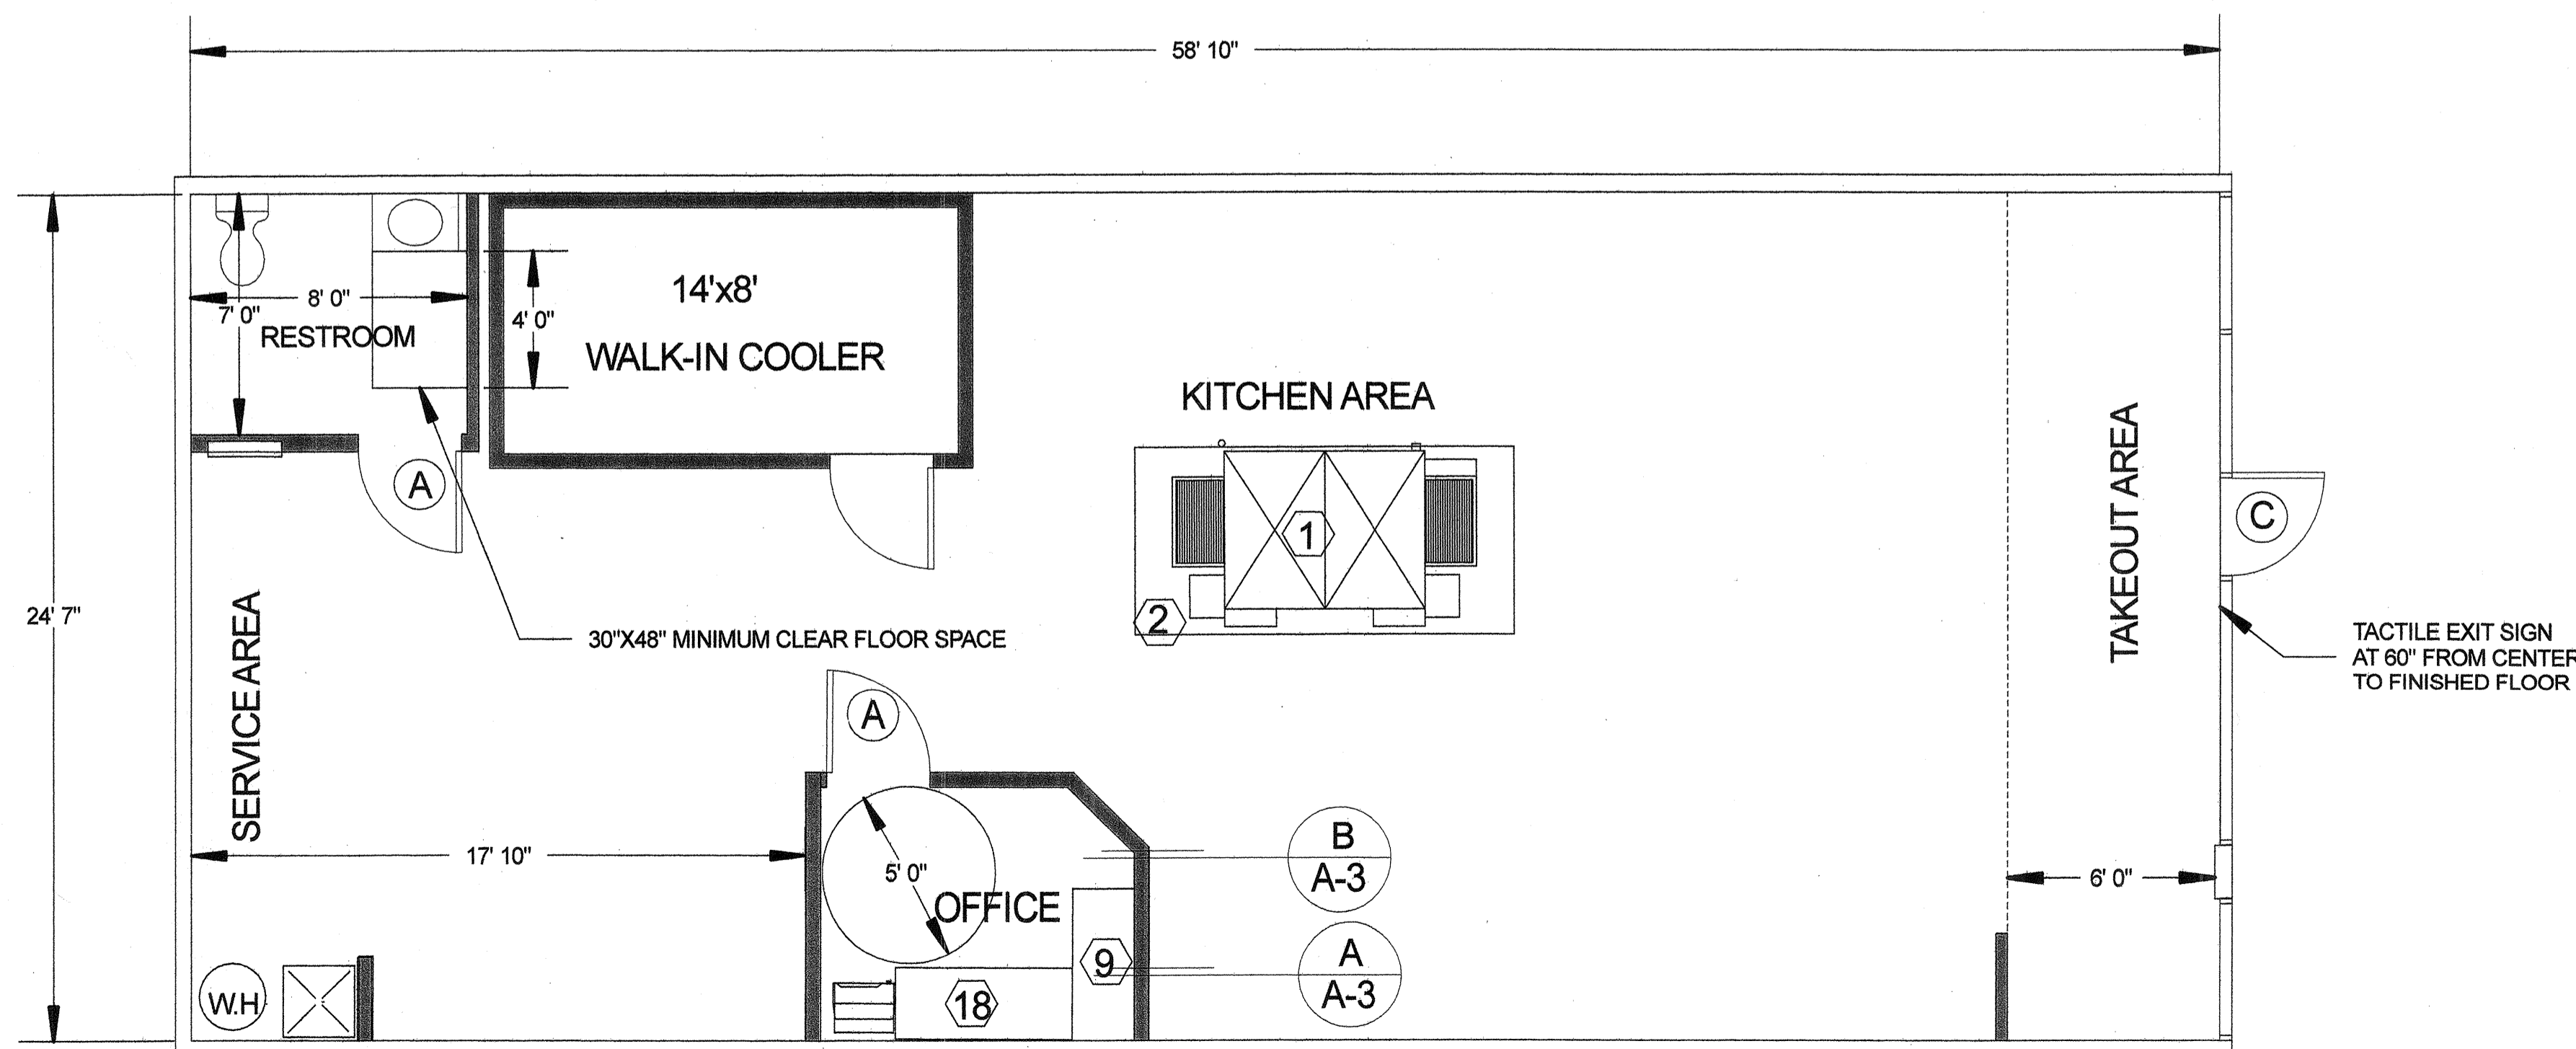 58' 10"
14'x8'
WALK-IN COOLER
8' 0"
7' 0"
RESTROOM
4' 0"
KITCHEN AREA
A
1
2
C
TAKEOUT AREA
24' 7"
SERVICE AREA
30"X48" MINIMUM CLEAR FLOOR SPACE
TACTILE EXIT SIGN
AT 60" FROM CENTER
TO FINISHED FLOOR
A
17' 10"
5' 0"
OFFICE
B
A-3
6' 0"
9
A
A-3
W.H
18